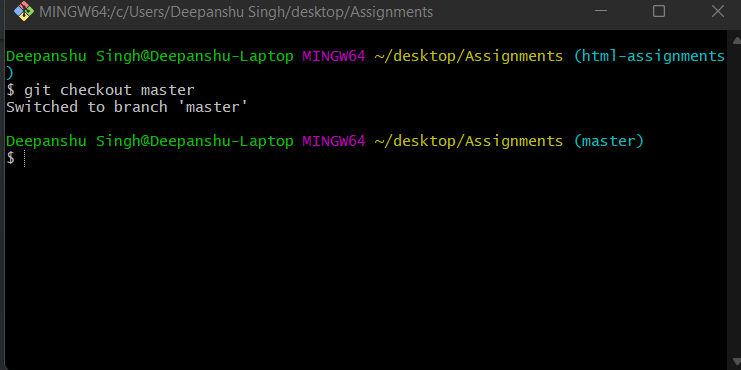 MINGW64:/c/Users/Deepanshu Singh/desktop/Assignments
Deepanshu Singh@Deepanshu-Laptop MINGW64 ~/desktop/Assignments (html-assignments
)
$ git checkout master
Switched to branch 'master'
Deepanshu Singh@Deepanshu-Laptop MINGW64 ~/desktop/Assignments (master)
$